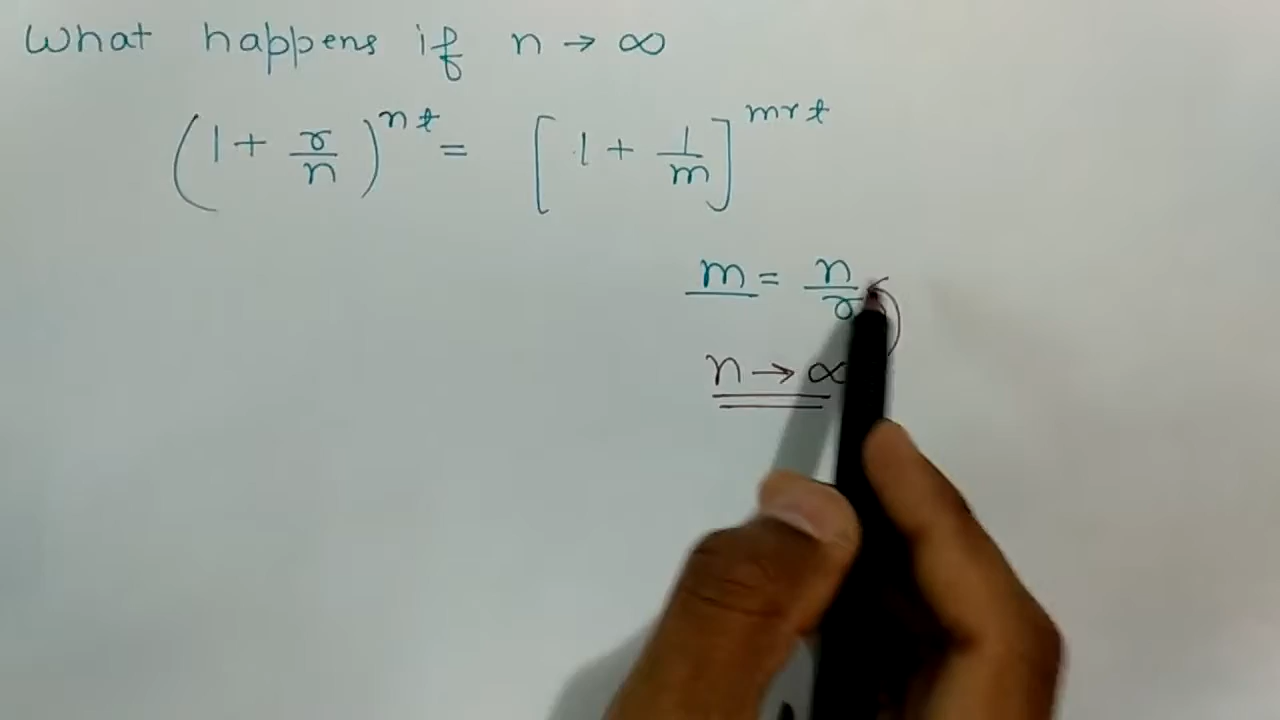 What happens if n → ∞
(1 + r/n)^nt = [1 + 1/m]^mrt
m = n/r
n → ∞